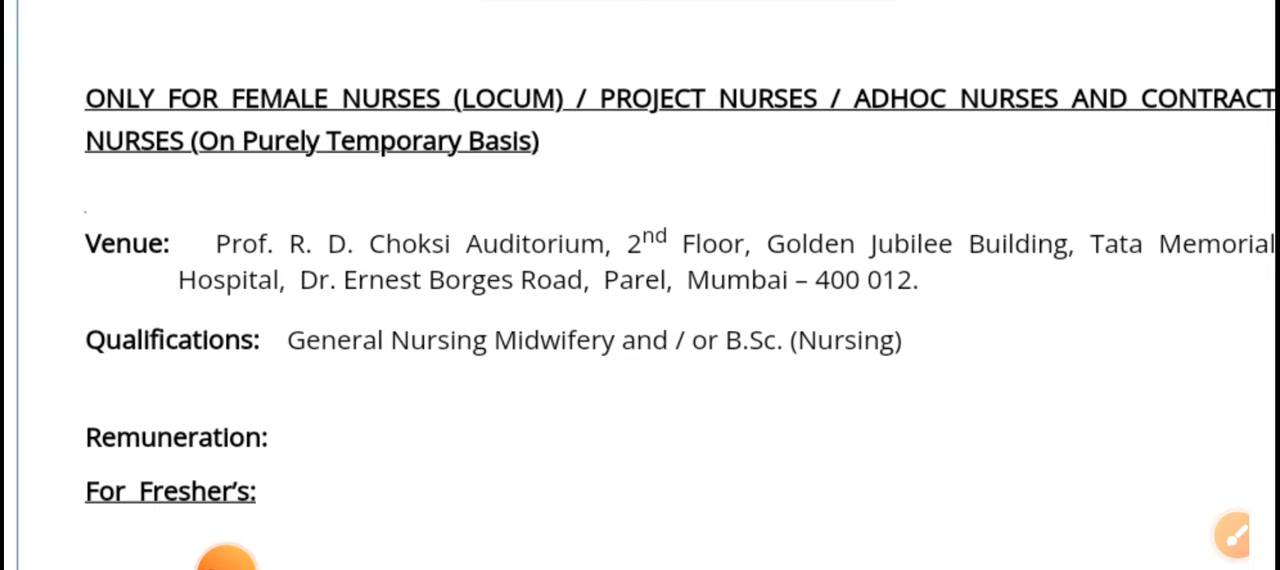 ONLY FOR FEMALE NURSES (LOCUM) / PROJECT NURSES / ADHOC NURSES AND CONTRACT
NURSES (On Purely Temporary Basis)
Venue: Prof. R. D. Choksi Auditorium, 2nd Floor, Golden Jubilee Building, Tata Memorial
Hospital, Dr. Ernest Borges Road, Parel, Mumbai – 400 012.
Qualifications: General Nursing Midwifery and / or B.Sc. (Nursing)
Remuneration:
For Fresher's: